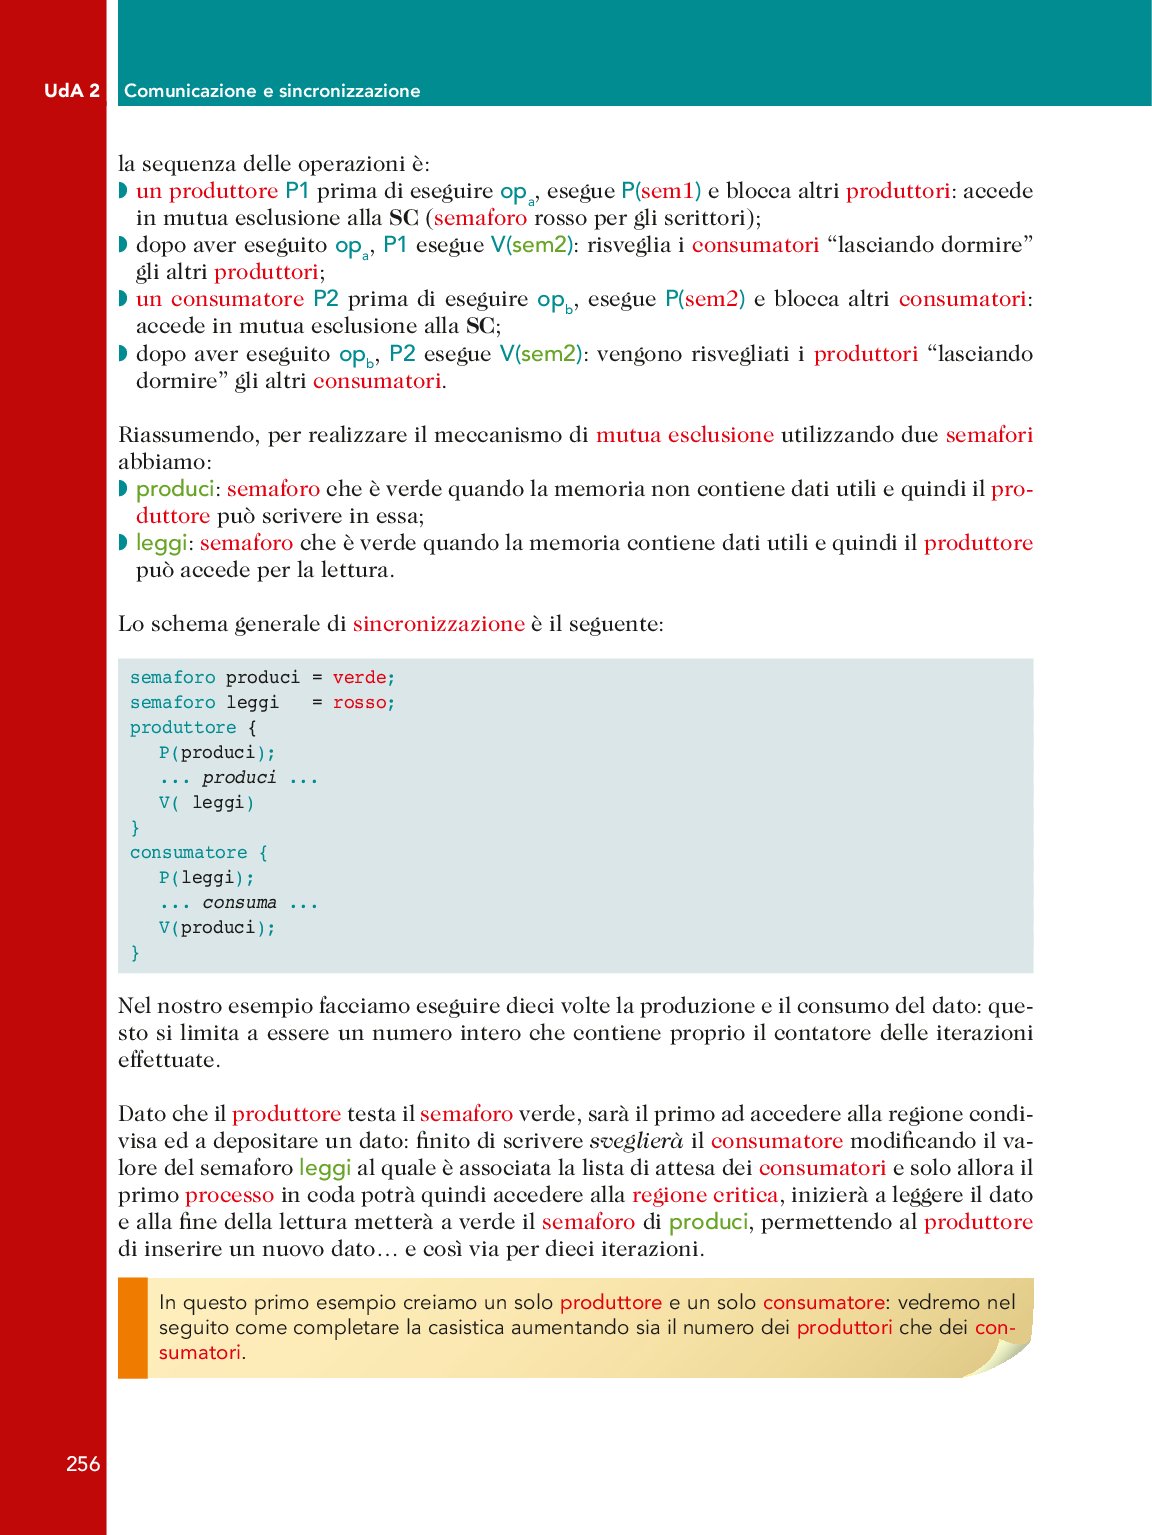 UdA 2 Comunicazione e sincronizzazione
la sequenza delle operazioni è:
◗ un produttore P1 prima di eseguire opa, esegue P(sem1) e blocca altri produttori: accede
in mutua esclusione alla SC (semaforo rosso per gli scrittori);
◗ dopo aver eseguito opa, P1 esegue V(sem2): risveglia i consumatori “lasciando dormire”
gli altri produttori;
◗ un consumatore P2 prima di eseguire opb, esegue P(sem2) e blocca altri consumatori:
accede in mutua esclusione alla SC;
◗ dopo aver eseguito opb, P2 esegue V(sem2): vengono risvegliati i produttori “lasciando
dormire” gli altri consumatori.
Riassumendo, per realizzare il meccanismo di mutua esclusione utilizzando due semafori
abbiamo:
◗ produci: semaforo che è verde quando la memoria non contiene dati utili e quindi il pro-
duttore può scrivere in essa;
◗ leggi: semaforo che è verde quando la memoria contiene dati utili e quindi il produttore
può accede per la lettura.
Lo schema generale di sincronizzazione è il seguente:
semaforo produci = verde;
semaforo leggi   = rosso;
produttore {
P(produci);
... produci ...
V( leggi)
}
consumatore {
P(leggi);
... consuma ...
V(produci);
}
Nel nostro esempio facciamo eseguire dieci volte la produzione e il consumo del dato: que-
sto si limita a essere un numero intero che contiene proprio il contatore delle iterazioni
effettuate.
Dato che il produttore testa il semaforo verde, sarà il primo ad accedere alla regione condi-
visa ed a depositare un dato: finito di scrivere sveglierà il consumatore modificando il va-
lore del semaforo leggi al quale è associata la lista di attesa dei consumatori e solo allora il
primo processo in coda potrà quindi accedere alla regione critica, inizierà a leggere il dato
e alla fine della lettura metterà a verde il semaforo di produci, permettendo al produttore
di inserire un nuovo dato… e così via per dieci iterazioni.
In questo primo esempio creiamo un solo produttore e un solo consumatore: vedremo nel
seguito come completare la casistica aumentando sia il numero dei produttori che dei con-
sumatori.
256